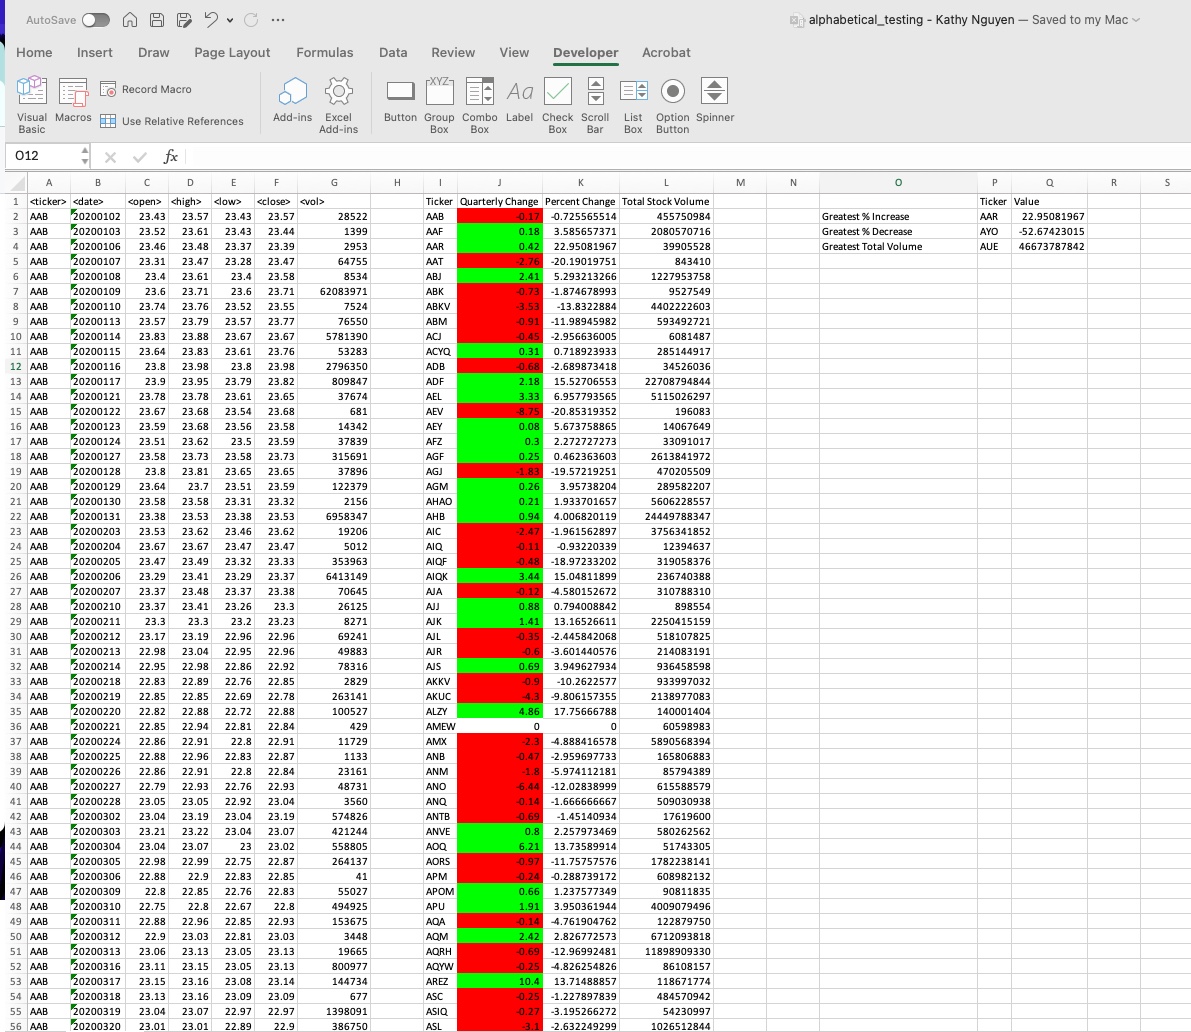 AutoSave alphabetical_testing - Kathy Nguyen — Saved to my Mac
Home Insert Draw Page Layout Formulas Data Review View Developer Acrobat
Visual Basic Macros Record Macro Use Relative References Add-ins Excel Add-ins Button XYZ Group Box Combo Box Aa Label Check Box Scroll Bar List Box Option Button Spinner
O12 fx
A B C D E F G H I J K L M N O P Q R S
1 <ticker> <date> <open> <high> <low> <close> <vol> Ticker Quarterly Change Percent Change Total Stock Volume Ticker Value
2 AAB 20200102 23.43 23.57 23.43 23.57 28522 AAB -0.17 -0.725565514 455750984 Greatest % Increase AAR 22.95081967
3 AAB 20200103 23.52 23.61 23.43 23.44 1399 AAF 0.18 3.585657371 2080570716 Greatest % Decrease AYO -52.67423015
4 AAB 20200106 23.46 23.48 23.37 23.39 2953 AAR 0.42 22.95081967 39905528 Greatest Total Volume AUE 46673787842
5 AAB 20200107 23.31 23.47 23.28 23.47 64755 AAT -2.76 -20.19019751 843410
6 AAB 20200108 23.4 23.61 23.4 23.58 8534 ABJ 2.41 5.293213266 1227953758
7 AAB 20200109 23.6 23.71 23.6 23.71 62083971 ABK -0.73 -1.874678993 9527549
8 AAB 20200110 23.74 23.76 23.52 23.55 7524 ABKV -3.53 -13.8322884 4402222603
9 AAB 20200113 23.57 23.79 23.57 23.77 76550 ABM -0.91 -11.98945982 593492721
10 AAB 20200114 23.83 23.88 23.67 23.67 5781390 ACJ -0.45 -2.956636005 6081487
11 AAB 20200115 23.64 23.83 23.61 23.76 53283 ACYQ 0.31 0.718923933 285144917
12 AAB 20200116 23.8 23.98 23.8 23.98 2796350 ADB -0.68 -2.689873418 34526036
13 AAB 20200117 23.9 23.95 23.79 23.82 809847 ADF 2.18 15.52706553 22708794844
14 AAB 20200121 23.78 23.78 23.61 23.65 37674 AEL 3.33 6.957793565 5115026297
15 AAB 20200122 23.67 23.68 23.54 23.68 681 AEV -8.75 -20.85319352 196083
16 AAB 20200123 23.59 23.68 23.56 23.58 14342 AEY 0.08 5.673758865 14067649
17 AAB 20200124 23.51 23.62 23.5 23.59 37839 AFZ 0.3 2.272727273 33091017
18 AAB 20200127 23.58 23.73 23.58 23.73 315691 AGF 0.25 0.462363603 2613841972
19 AAB 20200128 23.8 23.81 23.65 23.65 37896 AGJ -1.83 -19.57219251 470205509
20 AAB 20200129 23.64 23.7 23.51 23.59 122379 AGM 0.26 3.95738204 289582207
21 AAB 20200130 23.58 23.58 23.31 23.32 2156 AHAO 0.21 1.933701657 5606228557
22 AAB 20200131 23.38 23.53 23.38 23.53 6958347 AHB 0.94 4.006820119 24449788347
23 AAB 20200203 23.53 23.62 23.46 23.62 19206 AIC -2.47 -1.961562897 3756341852
24 AAB 20200204 23.67 23.67 23.47 23.47 5012 AIQ -0.11 -0.93220339 12394637
25 AAB 20200205 23.47 23.49 23.32 23.33 353963 AIQF -0.48 -18.97233202 319058376
26 AAB 20200206 23.29 23.41 23.29 23.37 6413149 AIQK 3.44 15.04811899 236740388
27 AAB 20200207 23.37 23.48 23.37 23.38 70645 AJA -0.12 -4.580152672 310788310
28 AAB 20200210 23.37 23.41 23.26 23.3 26125 AJJ 0.88 0.794008842 898554
29 AAB 20200211 23.3 23.3 23.2 23.23 8271 AJK 1.41 13.16526611 2250415159
30 AAB 20200212 23.17 23.19 22.96 22.96 69241 AJL -0.35 -2.445842068 518107825
31 AAB 20200213 22.98 23.04 22.95 22.96 49883 AJR -0.6 -3.601440576 214083191
32 AAB 20200214 22.95 22.98 22.86 22.92 78316 AJS 0.69 3.949627934 936458598
33 AAB 20200218 22.83 22.89 22.76 22.85 2829 AKKV -0.9 -10.2622577 933997032
34 AAB 20200219 22.85 22.85 22.69 22.78 263141 AKUC -4.3 -9.806157355 2138977083
35 AAB 20200220 22.82 22.88 22.72 22.88 100527 ALZY 4.86 17.75666788 140001404
36 AAB 20200221 22.85 22.94 22.81 22.84 429 AMEW 0 0 60598983
37 AAB 20200224 22.86 22.91 22.8 22.91 11729 AMX -2.3 -4.888416578 5890568394
38 AAB 20200225 22.88 22.96 22.83 22.87 1133 ANB -0.47 -2.959697733 165806883
39 AAB 20200226 22.86 22.91 22.8 22.84 23161 ANM -1.8 -5.974112181 85794389
40 AAB 20200227 22.79 22.93 22.76 22.93 48731 ANO -6.44 -12.02838999 615588579
41 AAB 20200228 23.05 23.05 22.92 23.04 3560 ANQ -0.14 -1.666666667 509030938
42 AAB 20200302 23.04 23.19 23.04 23.19 574826 ANTB -0.69 -1.45140934 17619600
43 AAB 20200303 23.21 23.22 23.04 23.07 421244 ANVE 0.8 2.257973469 580262562
44 AAB 20200304 23.04 23.07 23 23.02 558805 AOQ 6.21 13.73589914 51743305
45 AAB 20200305 22.98 22.99 22.75 22.87 264137 AORS -0.97 -11.75757576 1782238141
46 AAB 20200306 22.88 22.9 22.83 22.85 41 APM -0.24 -0.288739172 608982132
47 AAB 20200309 22.8 22.85 22.76 22.83 55027 APOM 0.66 1.237577349 90811835
48 AAB 20200310 22.75 22.8 22.67 22.8 494925 APU 1.91 3.950361944 4009079496
49 AAB 20200311 22.88 22.96 22.85 22.93 153675 AQA -0.14 -4.761904762 122879750
50 AAB 20200312 22.9 23.03 22.81 23.03 3448 AQM 2.42 2.826772573 6712093818
51 AAB 20200313 23.06 23.13 23.05 23.13 19665 AQRH -0.69 -12.96992481 11898909330
52 AAB 20200316 23.11 23.15 23.05 23.13 800977 AQYW -0.25 -4.826254826 86108157
53 AAB 20200317 23.15 23.16 23.08 23.14 144734 AREZ 10.4 13.71488857 118671774
54 AAB 20200318 23.13 23.16 23.09 23.09 677 ASC -0.25 -1.227897839 484570942
55 AAB 20200319 23.04 23.07 22.97 22.97 1398091 ASIQ -0.27 -3.195266272 54230997
56 AAB 20200320 23.01 23.01 22.89 22.9 386750 ASL -3.1 -2.632249299 1026512844